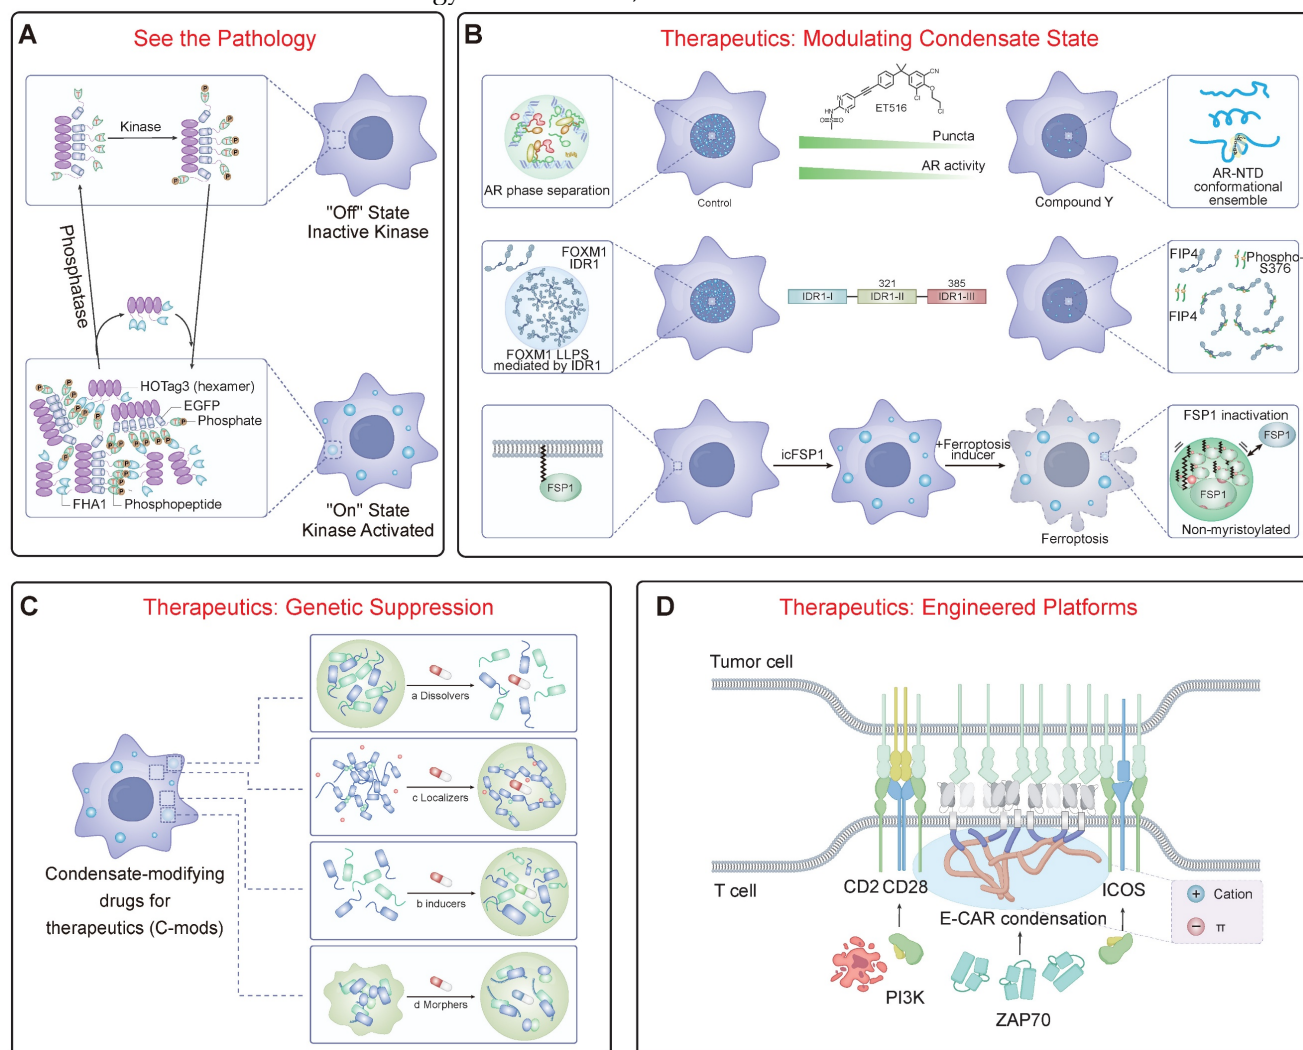 A
See the Pathology
Kinase
"Off" State
Inactive Kinase
Phosphatase
HOTag3 (hexamer)
EGFP
Phosphate
FHA1
Phosphopeptide
"On" State
Kinase Activated
B
Therapeutics: Modulating Condensate State
AR phase separation
Control
ET516
Puncta
AR activity
Compound Y
AR-NTD
conformational
ensemble
FOXM1
IDR1
FOXM1 LLPS
mediated by IDR1
321
385
IDR1-I
IDR1-II
IDR1-III
FIP4
Phospho-
S376
FIP4
FSP1
icFSP1
+Ferroptosis
inducer
Ferroptosis
FSP1 inactivation
FSP1
FSP1
Non-myristoylated
C
Therapeutics: Genetic Suppression
a Dissolvers
c Localizers
b inducers
d Morphers
Condensate-modifying
drugs for
therapeutics (C-mods)
D
Therapeutics: Engineered Platforms
Tumor cell
T cell
CD2 CD28
ICOS
E-CAR condensation
+ Cation
− π
PI3K
ZAP70